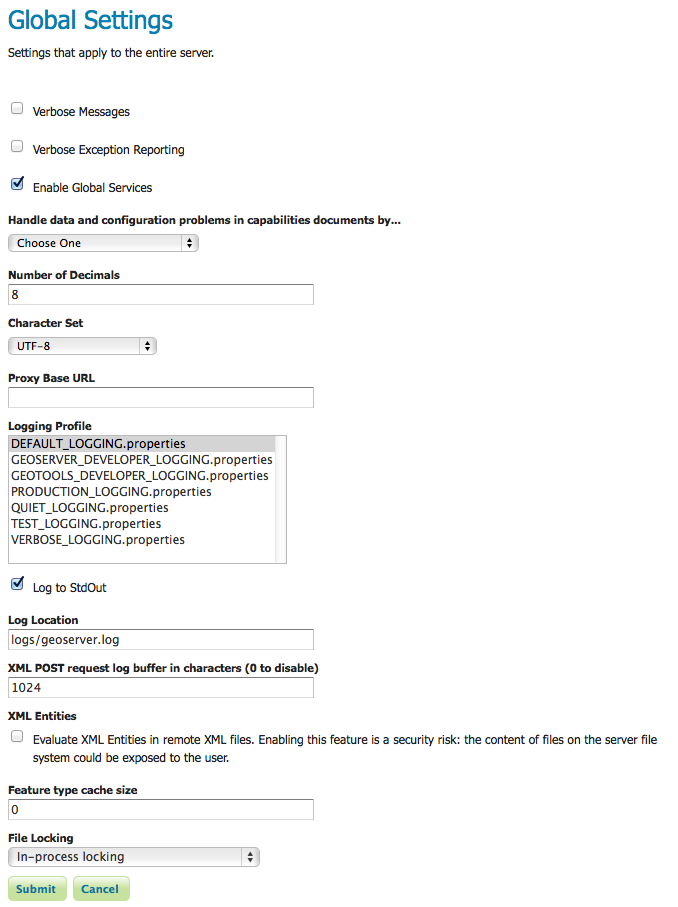 Global Settings
Settings that apply to the entire server.
Verbose Messages
Verbose Exception Reporting
Enable Global Services
Handle data and configuration problems in capabilities documents by...
Choose One
Number of Decimals
8
Character Set
UTF-8
Proxy Base URL
Logging Profile
DEFAULT_LOGGING.properties
GEOSERVER_DEVELOPER_LOGGING.properties
GEOTOOLS_DEVELOPER_LOGGING.properties
PRODUCTION_LOGGING.properties
QUIET_LOGGING.properties
TEST_LOGGING.properties
VERBOSE_LOGGING.properties
Log to StdOut
Log Location
logs/geoserver.log
XML POST request log buffer in characters (0 to disable)
1024
XML Entities
Evaluate XML Entities in remote XML files. Enabling this feature is a security risk: the content of files on the server file
system could be exposed to the user.
Feature type cache size
0
File Locking
In-process locking
Submit Cancel